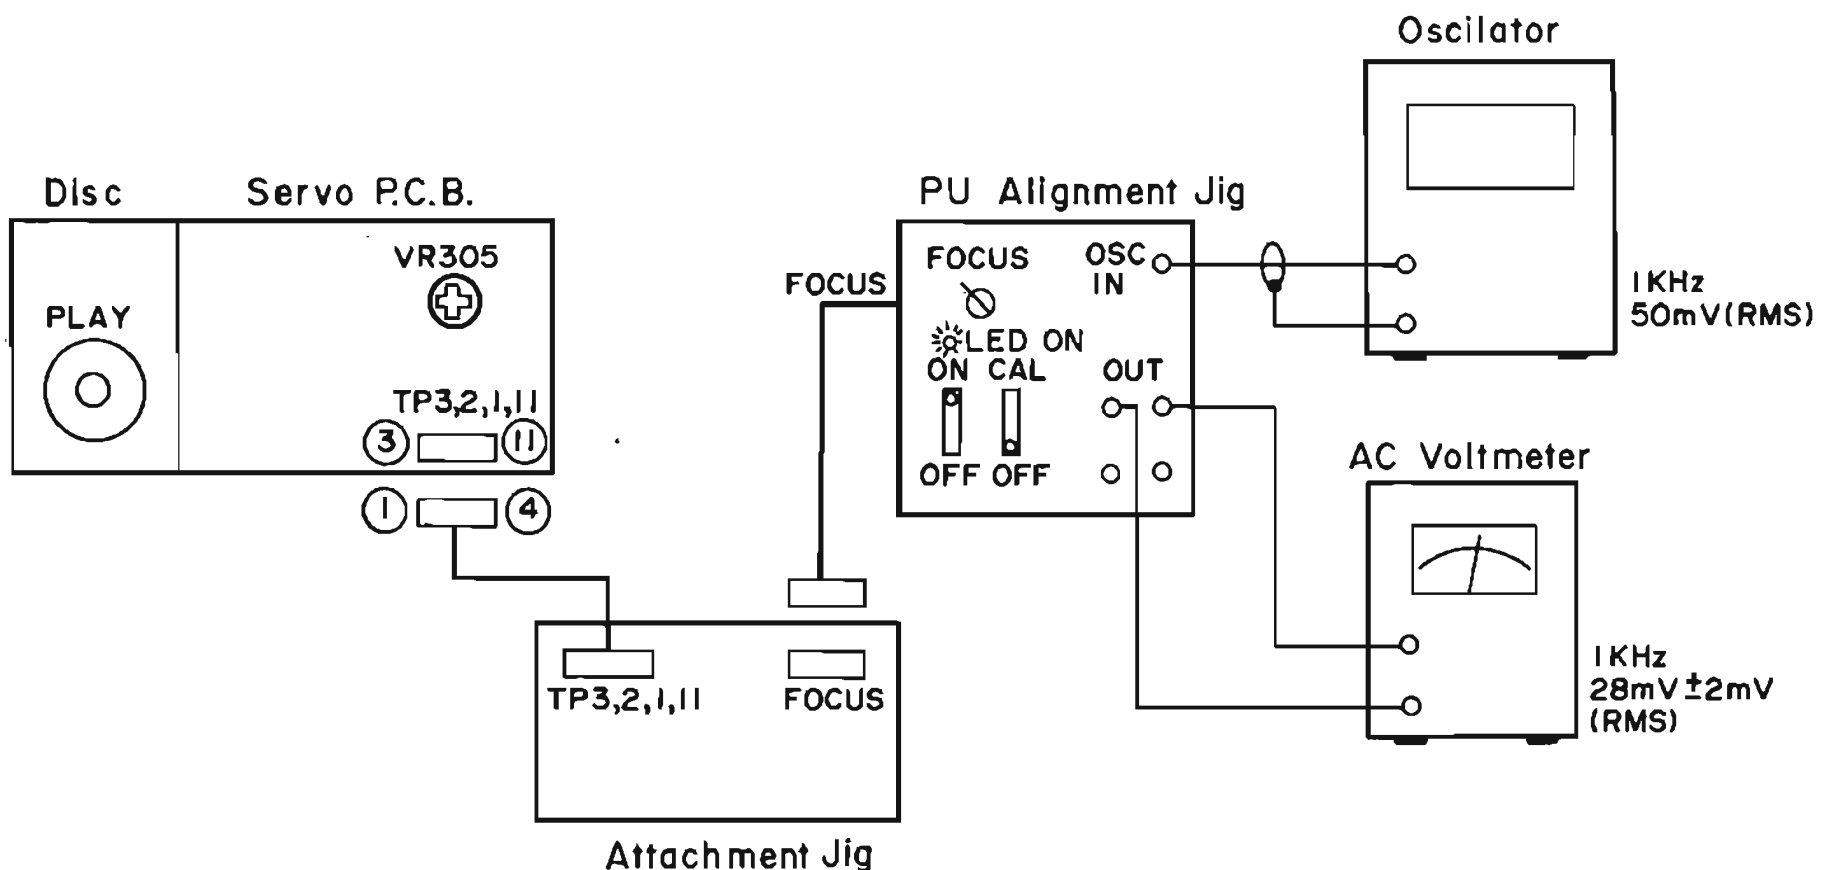 Oscilator
1KHz
50mV(RMS)
Disc
Servo P.C.B.
VR305
PLAY
TP3,2,1,11
3
11
1
4
PU Alignment Jig
FOCUS
FOCUS
OSC
IN
LED ON
ON CAL
OUT
OFF OFF
AC Voltmeter
1KHz
28mV±2mV
(RMS)
TP3,2,1,11
FOCUS
Attachment Jig